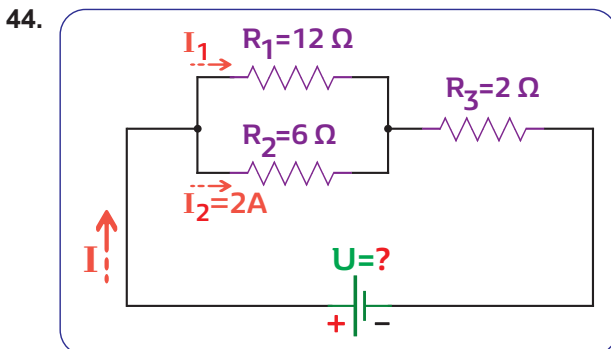 44.
I1
R1=12 Ω
R3=2 Ω
R2=6 Ω
I2=2A
I
U=?
+ −